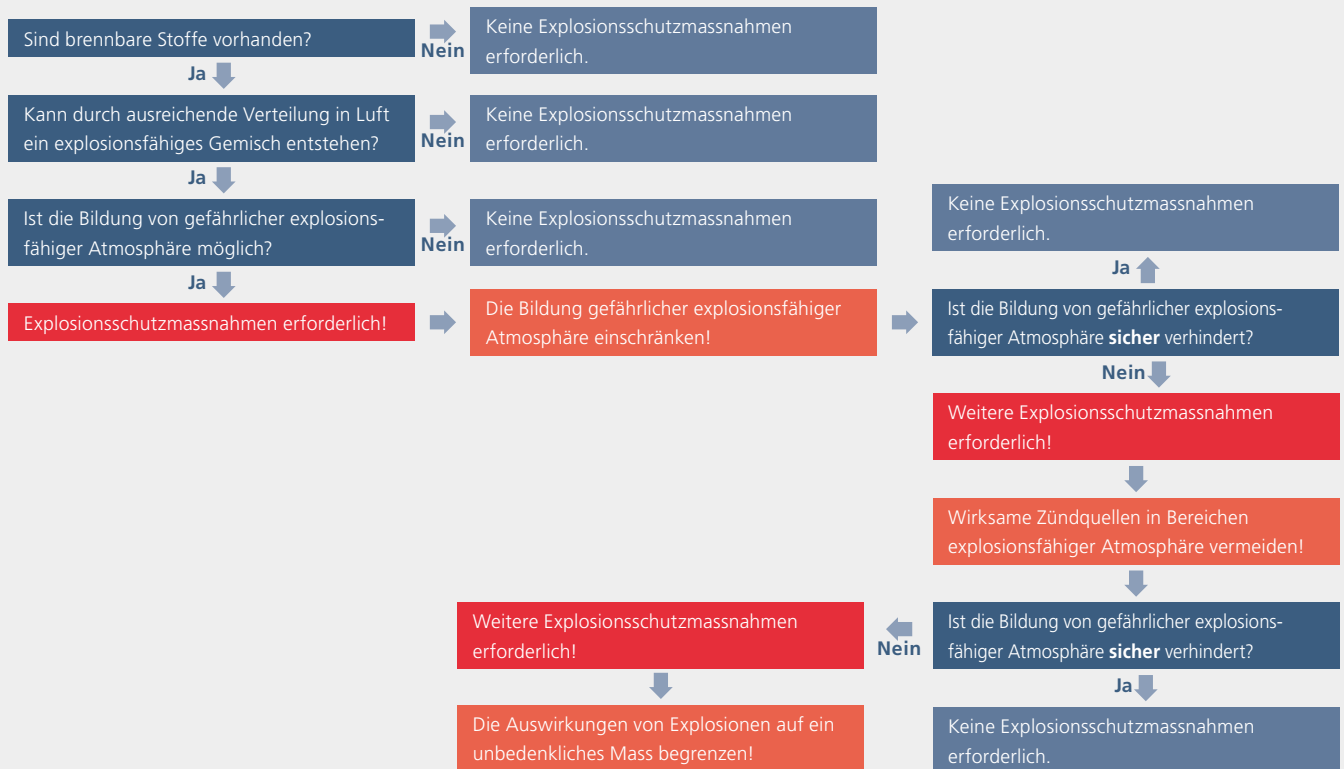 Sind brennbare Stoffe vorhanden?
Nein
Keine Explosionsschutzmassnahmen
erforderlich.
Ja
Kann durch ausreichende Verteilung in Luft
ein explosionsfähiges Gemisch entstehen?
Nein
Keine Explosionsschutzmassnahmen
erforderlich.
Ja
Ist die Bildung von gefährlicher explosions-
fähiger Atmosphäre möglich?
Nein
Keine Explosionsschutzmassnahmen
erforderlich.
Ja
Explosionsschutzmassnahmen erforderlich!
Die Bildung gefährlicher explosionsfähiger
Atmosphäre einschränken!
Ist die Bildung von gefährlicher explosions-
fähiger Atmosphäre sicher verhindert?
Ja
Keine Explosionsschutzmassnahmen
erforderlich.
Nein
Weitere Explosionsschutzmassnahmen
erforderlich!
Wirksame Zündquellen in Bereichen
explosionsfähiger Atmosphäre vermeiden!
Ist die Bildung von gefährlicher explosions-
fähiger Atmosphäre sicher verhindert?
Nein
Weitere Explosionsschutzmassnahmen
erforderlich!
Die Auswirkungen von Explosionen auf ein
unbedenkliches Mass begrenzen!
Ja
Keine Explosionsschutzmassnahmen
erforderlich.